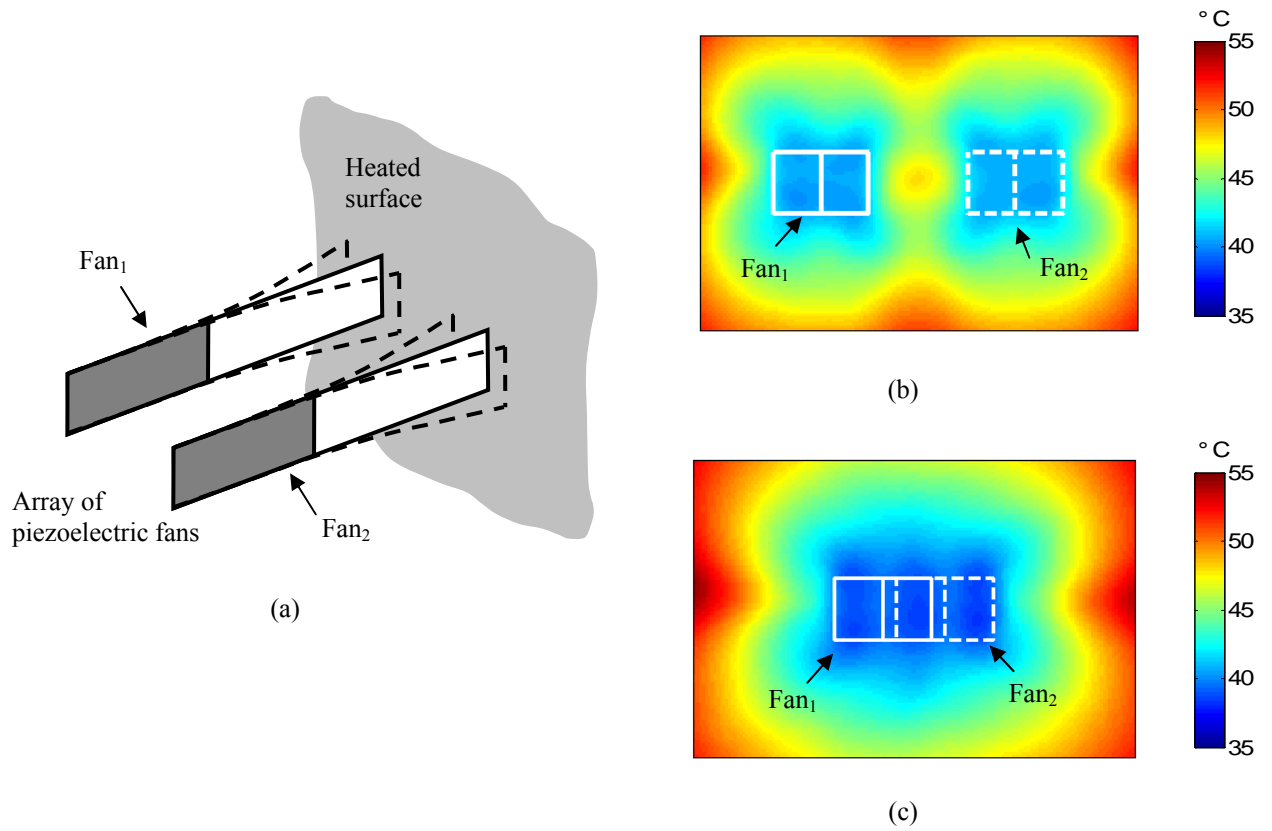 Heated
surface
Fan₁
Array of
piezoelectric fans
Fan₂
(a)
°C
55
50
45
40
35
Fan₁
Fan₂
(b)
°C
55
50
45
40
35
Fan₁
Fan₂
(c)